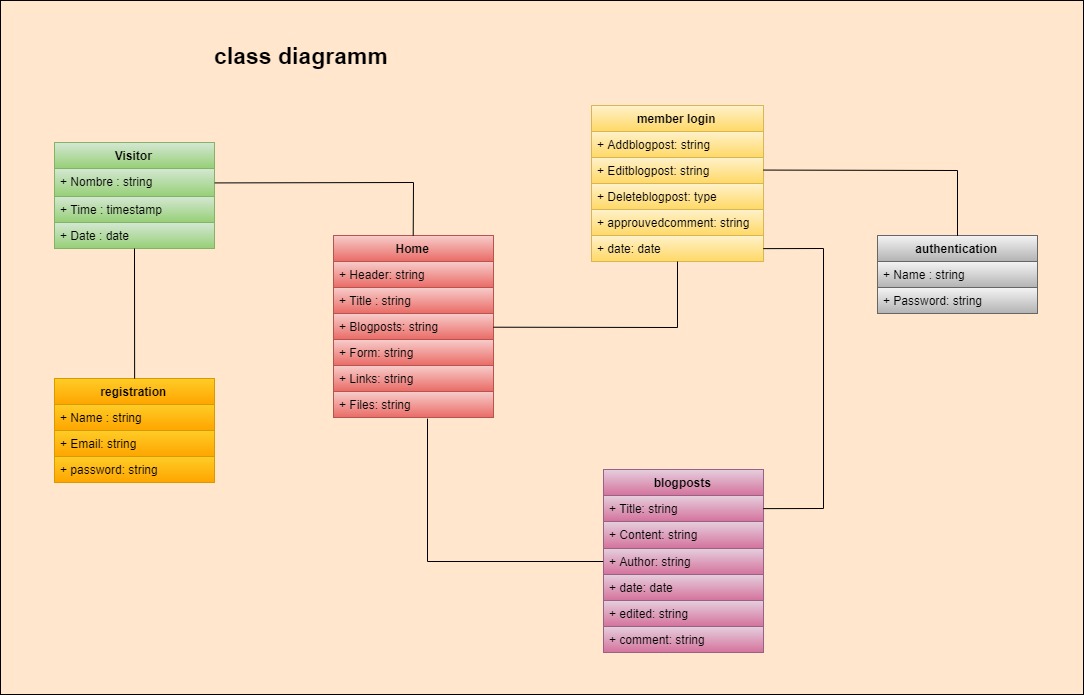 class diagramm
Visitor
+ Nombre : string
+ Time : timestamp
+ Date : date
registration
+ Name : string
+ Email: string
+ password: string
Home
+ Header: string
+ Title : string
+ Blogposts: string
+ Form: string
+ Links: string
+ Files: string
member login
+ Addblogpost: string
+ Editblogpost: string
+ Deleteblogpost: type
+ approuvedcomment: string
+ date: date
blogposts
+ Title: string
+ Content: string
+ Author: string
+ date: date
+ edited: string
+ comment: string
authentication
+ Name : string
+ Password: string